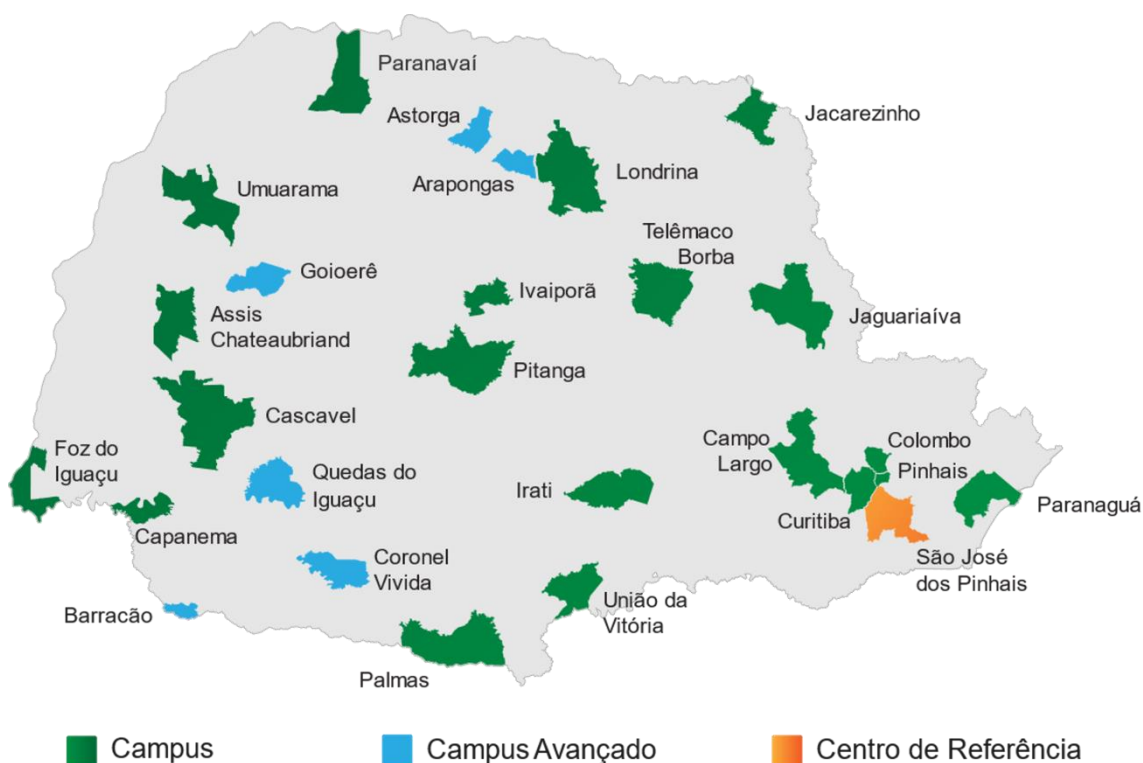 Paranavaí
Astorga
Jacarezinho
Arapongas
Londrina
Umuarama
Telêmaco
Borba
Goioerê
Ivaiporã
Assis
Chateaubriand
Jaguariaíva
Pitanga
Cascavel
Foz do
Iguaçu
Campo
Largo
Colombo
Pinhais
Quedas do
Iguaçu
Irati
Paranaguá
Curitiba
Capanema
São José
dos Pinhais
Coronel
Vivida
Barracão
União da
Vitória
Palmas
Campus
Campus Avançado
Centro de Referência